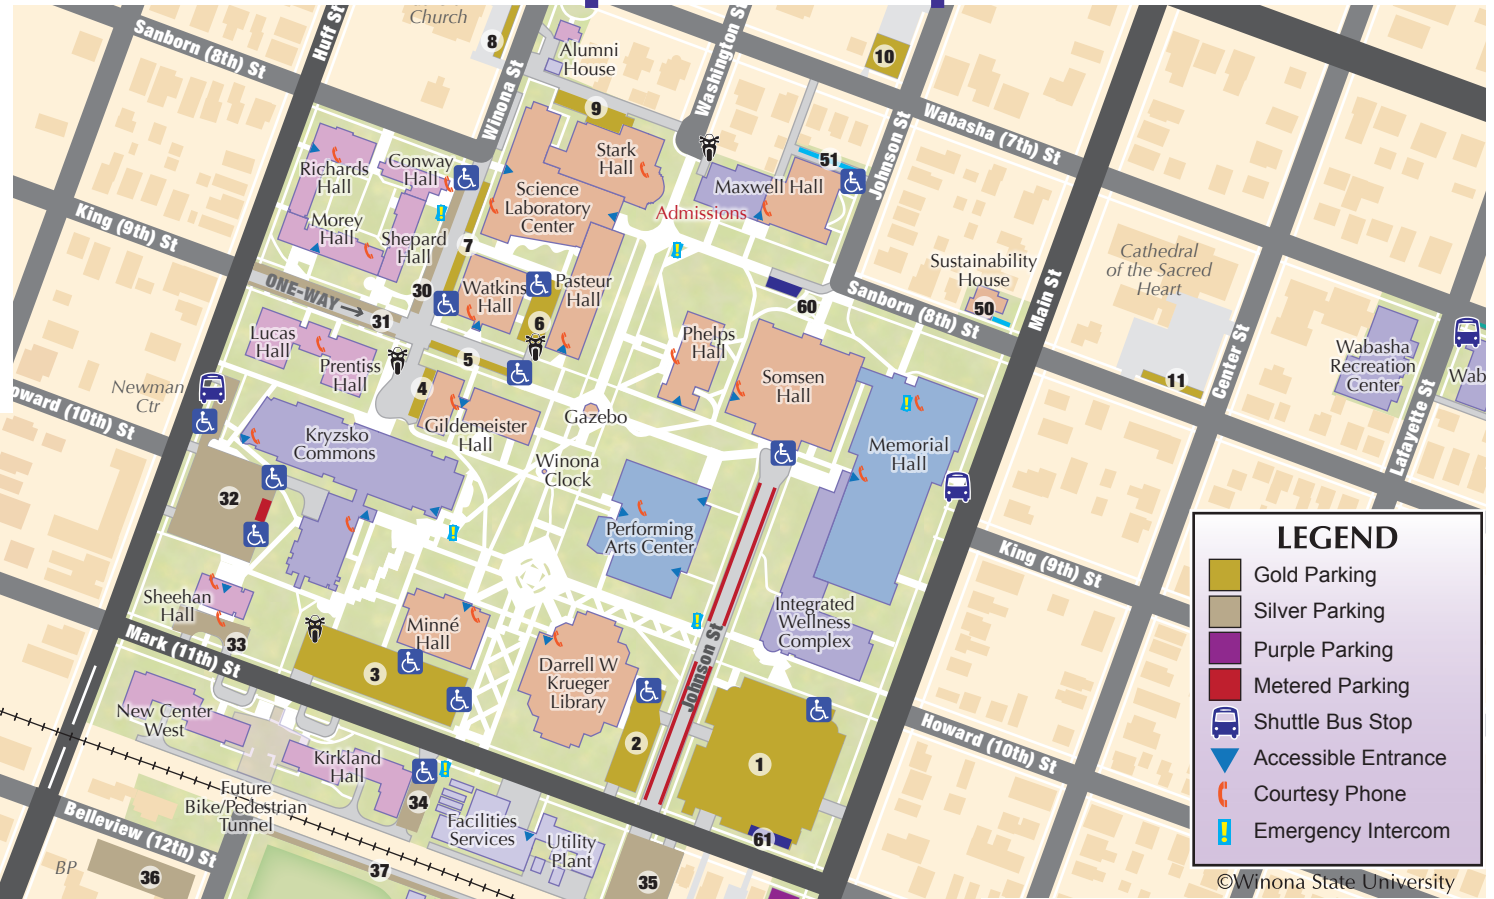 Church
Sanborn (8th) St
Huff St
8
Winona St
Alumni
House
Washington St
10
9
Wabasha (7th) St
Johnson St
Richards
Hall
Conway
Hall
Stark
Hall
51
Maxwell Hall
Admissions
Science
Laboratory
Center
Morey
Hall
Shepard
Hall
King (9th) St
7
30
ONE-WAY
31
Watkins
Hall
Pasteur
Hall
6
60
Sanborn (8th) St
Sustainability
House
50
Main St
Cathedral
of the Sacred
Heart
11
Center St
Wabasha
Recreation
Center
Wab
Lafayette St
Lucas
Hall
Prentiss
Hall
5
4
Phelps
Hall
Somsen
Hall
Newman
Ctr
oward (10th) St
Gildemeister
Hall
Gazebo
Kryzsko
Commons
Winona
Clock
Memorial
Hall
32
Performing
Arts Center
King (9th) St
Sheehan
Hall
33
Minné
Hall
Integrated
Wellness
Complex
Mark (11th) St
3
Darrell W
Krueger
Library
Johnson St
2
1
Howard (10th) St
New Center
West
Kirkland
Hall
34
Future
Bike/Pedestrian
Tunnel
Facilities
Services
Utility
Plant
61
Belleview (12th) St
BP
36
37
35
LEGEND
Gold Parking
Silver Parking
Purple Parking
Metered Parking
Shuttle Bus Stop
Accessible Entrance
Courtesy Phone
Emergency Intercom
©Winona State University